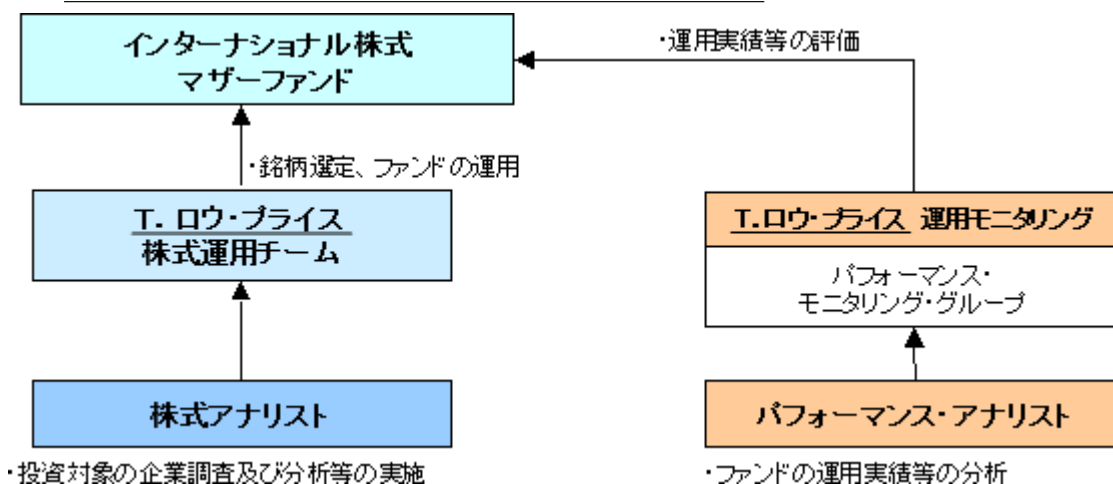 インターナショナル株式
マザーファンド
・運用実績等の評価
・銘柄選定、ファンドの運用
T. ロウ・プライス
株式運用チーム
T.ロウ・プライス 運用モニタリング
パフォーマンス・
モニタリング・グループ
株式アナリスト
パフォーマンス・アナリスト
・投資対象の企業調査及び分析等の実施
・ファンドの運用実績等の分析